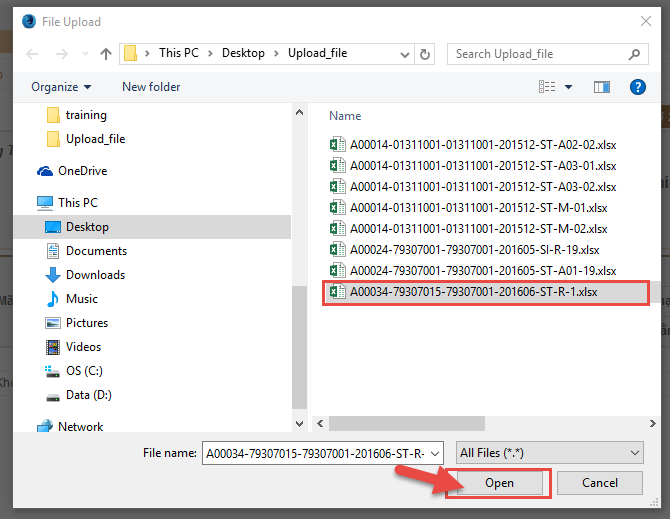 File Upload
This PC > Desktop > Upload_file
Search Upload_file
Organize
New folder
training
Upload_file
OneDrive
This PC
Desktop
Documents
Downloads
Music
Pictures
Videos
OS (C:)
Data (D:)
Network
Name
A00014-01311001-01311001-201512-ST-A02-02.xlsx
A00014-01311001-01311001-201512-ST-A03-01.xlsx
A00014-01311001-01311001-201512-ST-A03-02.xlsx
A00014-01311001-01311001-201512-ST-M-01.xlsx
A00014-01311001-01311001-201512-ST-M-02.xlsx
A00024-79307001-79307001-201605-SI-R-19.xlsx
A00024-79307001-79307001-201605-ST-A01-19.xlsx
A00034-79307015-79307001-201606-ST-R-1.xlsx
File name:
A00034-79307015-79307001-201606-ST-R-
All Files (*.*)
Open
Cancel